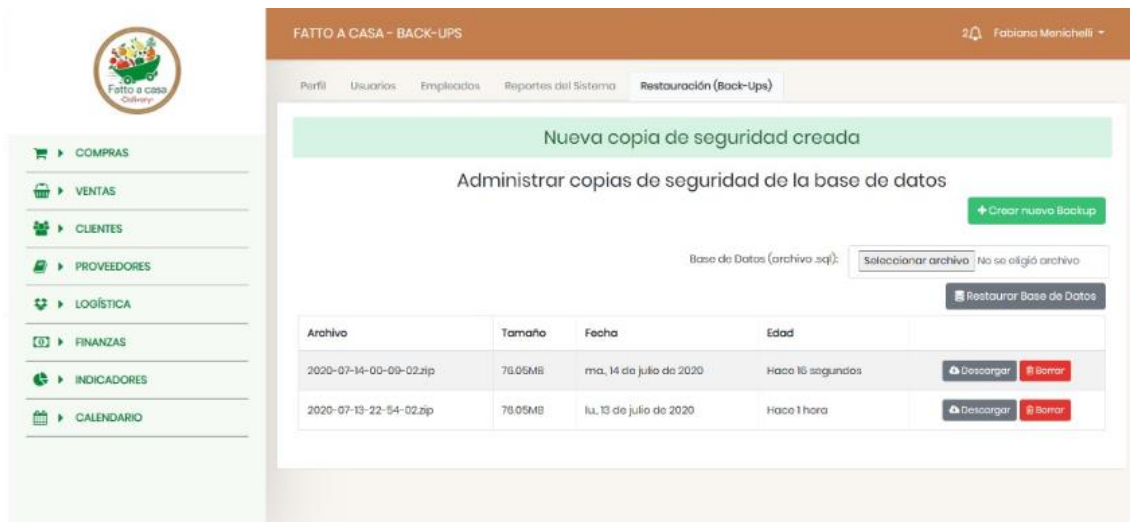 FATTO A CASA - BACK-UPS
2 Fabiana Menichelli
Fatto a casa
-Delivery-
Perfil Usuarios Empleados Reportes del Sistema Restauración (Back-Ups)
Nueva copia de seguridad creada
Administrar copias de seguridad de la base de datos
+ Crear nuevo Backup
Base de Datos (archivo .sql): Seleccionar archivo No se eligió archivo
Restaurar Base de Datos
COMPRAS
VENTAS
CLIENTES
PROVEEDORES
LOGÍSTICA
FINANZAS
INDICADORES
CALENDARIO
Archivo Tamaño Fecha Edad
2020-07-14-00-09-02.zip 76.05MB ma., 14 de julio de 2020 Hace 16 segundos Descargar Borrar
2020-07-13-22-54-02.zip 76.05MB lu., 13 de julio de 2020 Hace 1 hora Descargar Borrar